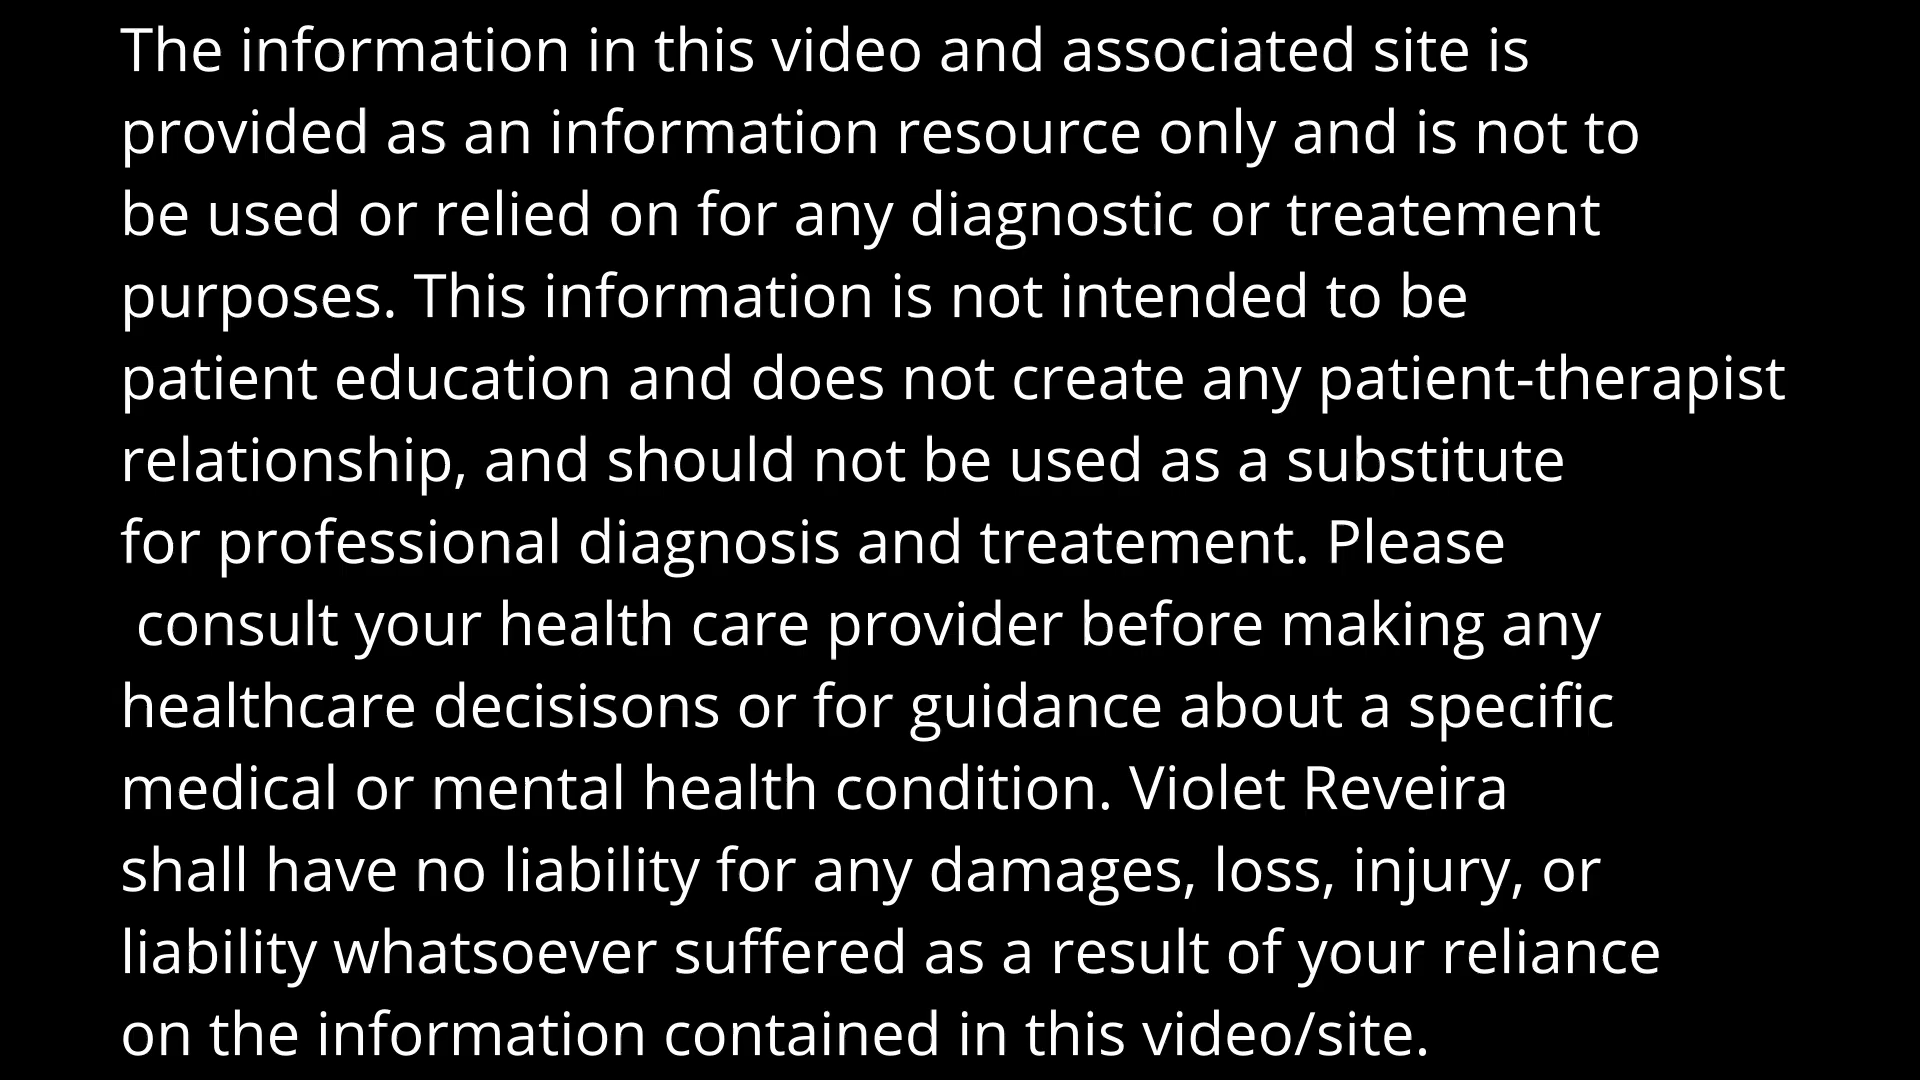 The information in this video and associated site is
provided as an information resource only and is not to
be used or relied on for any diagnostic or treatement
purposes. This information is not intended to be
patient education and does not create any patient-therapist
relationship, and should not be used as a substitute
for professional diagnosis and treatement. Please
consult your health care provider before making any
healthcare decisisons or for guidance about a specific
medical or mental health condition. Violet Reveira
shall have no liability for any damages, loss, injury, or
liability whatsoever suffered as a result of your reliance
on the information contained in this video/site.